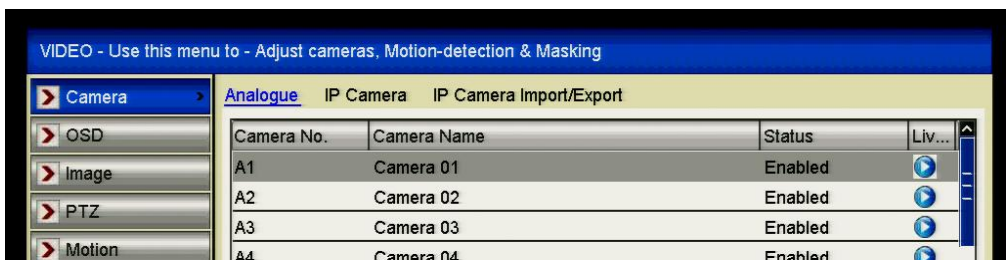 VIDEO - Use this menu to - Adjust cameras, Motion-detection & Masking
Camera
Analogue IP Camera IP Camera Import/Export
OSD
Camera No. Camera Name Status Liv...
Image
A1 Camera 01 Enabled
A2 Camera 02 Enabled
PTZ
A3 Camera 03 Enabled
Motion
A4 Camera 04 Enabled